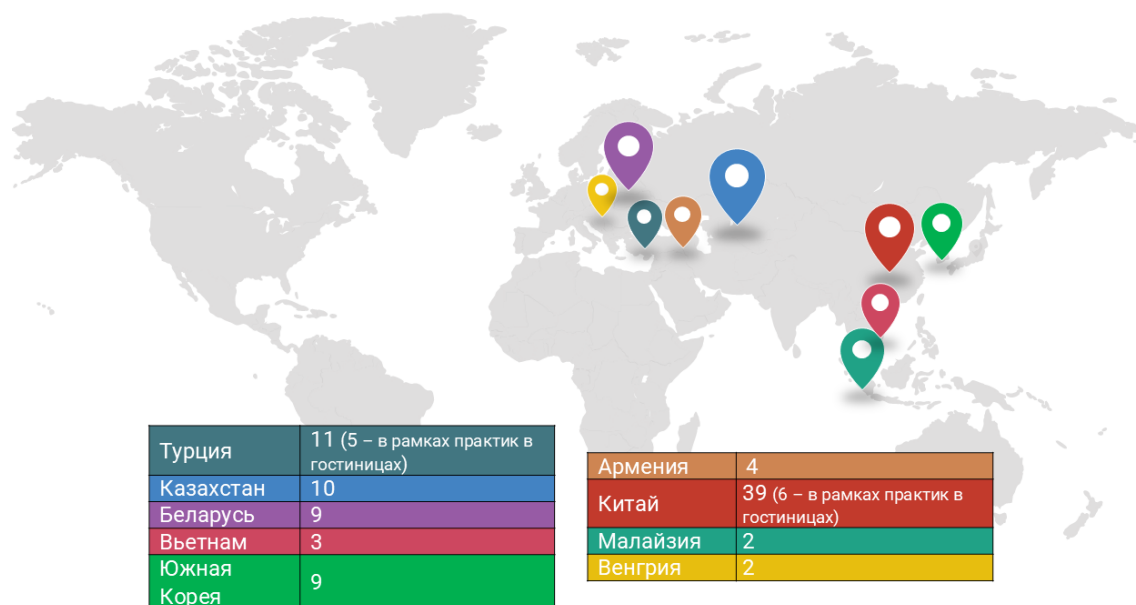 Турция 11 (5 – в рамках практик в
гостиницах)
Казахстан 10
Беларусь 9
Вьетнам 3
Южная
Корея 9
Армения 4
Китай 39 (6 – в рамках практик в
гостиницах)
Малайзия 2
Венгрия 2